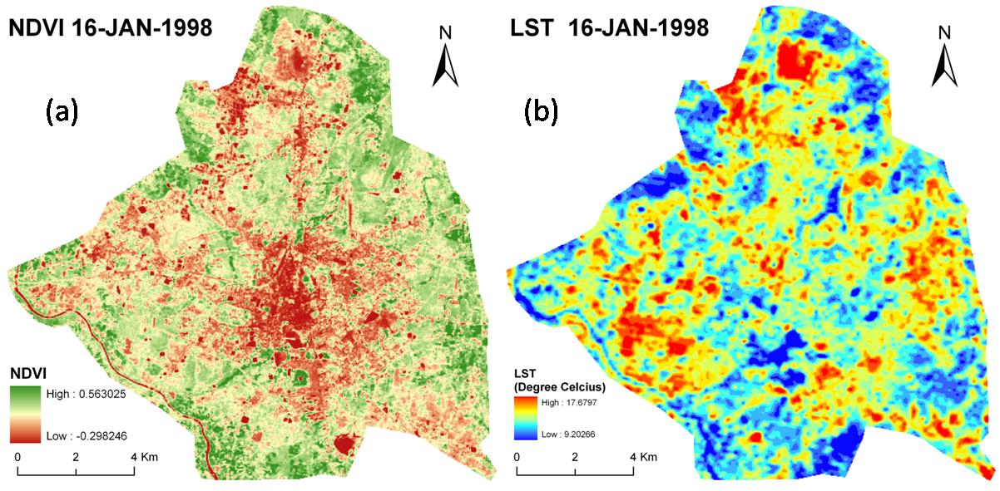 NDVI 16-JAN-1998
N
(a)
NDVI
High : 0.563025
Low : -0.298246
0 2 4 Km
LST 16-JAN-1998
N
(b)
LST
(Degree Celcius)
High : 17.6797
Low : 9.20266
0 2 4 Km